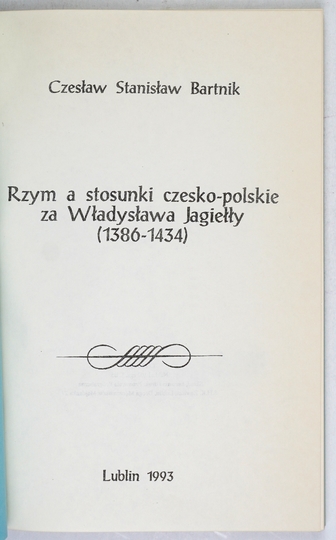 Czesław Stanisław Bartnik
Rzym a stosunki czesko-polskie
za Władysława Jagiełły
(1386-1434)
Lublin 1993